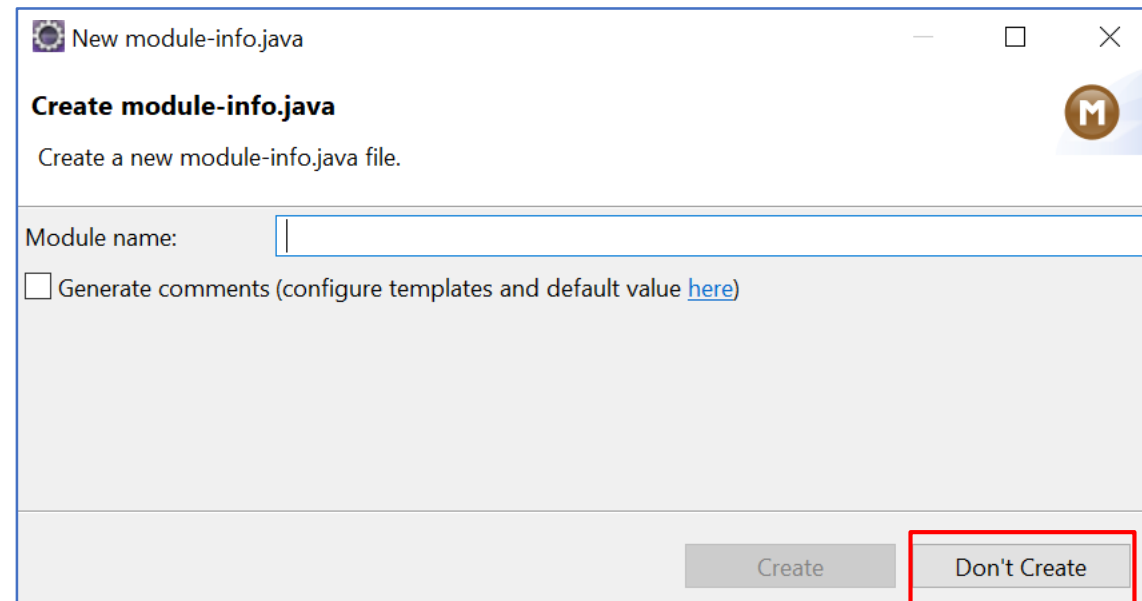 New module-info.java
Create module-info.java
M
Create a new module-info.java file.
Module name:
Generate comments (configure templates and default value here)
Create
Don't Create